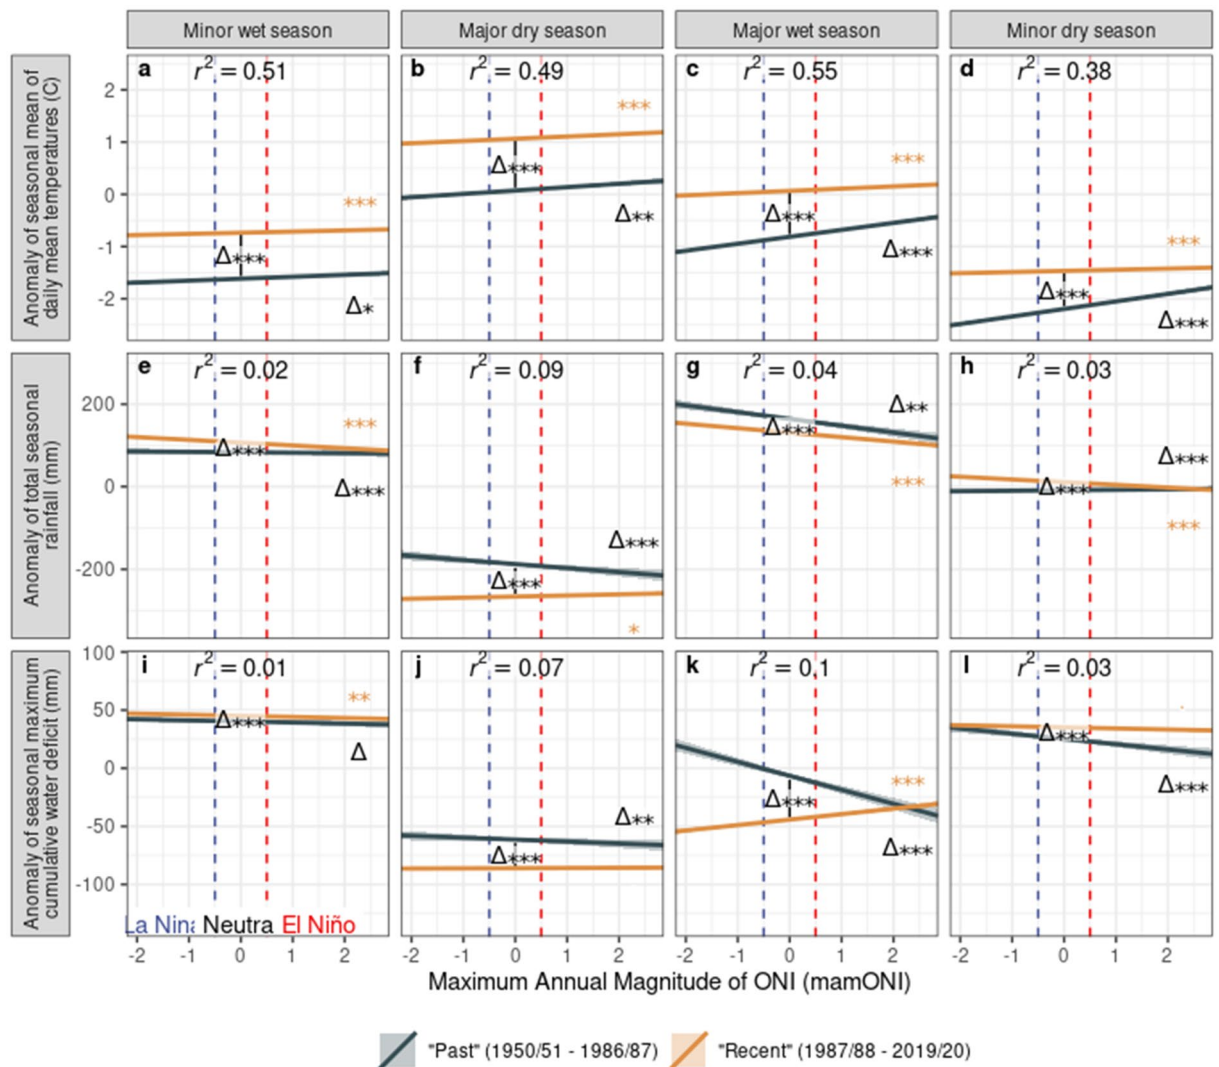 Minor wet season
Major dry season
Major wet season
Minor dry season
Anomaly of seasonal mean of
daily mean temperatures (C)
2
1
0
-1
-2
a
r² = 0.51
***
Δ***
Δ*
b
r² = 0.49
***
Δ***
Δ**
c
r² = 0.55
***
Δ***
Δ***
d
r² = 0.38
***
Δ***
Δ***
Anomaly of total seasonal
rainfall (mm)
200
0
-200
e
r² = 0.02
***
Δ***
Δ***
f
r² = 0.09
Δ***
Δ***
*
g
r² = 0.04
Δ**
Δ***
***
h
r² = 0.03
Δ***
Δ***
***
Anomaly of seasonal maximum
cumulative water deficit (mm)
100
50
0
-50
-100
i
r² = 0.01
**
Δ***
Δ
La Nina Neutra El Niño
j
r² = 0.07
Δ**
Δ***
k
r² = 0.1
***
Δ***
Δ***
l
r² = 0.03
.
Δ***
Δ***
-2 -1 0 1 2
-2 -1 0 1 2
-2 -1 0 1 2
-2 -1 0 1 2
Maximum Annual Magnitude of ONI (mamONI)
"Past" (1950/51 - 1986/87)
"Recent" (1987/88 - 2019/20)